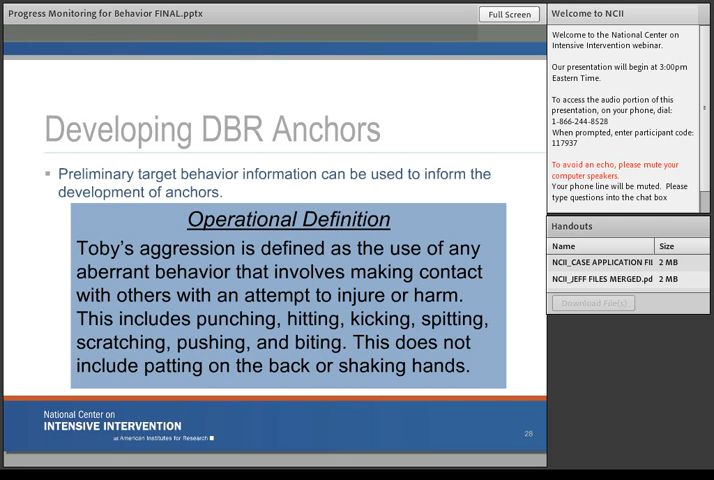 Progress Monitoring for Behavior FINAL.pptx
Full Screen
Developing DBR Anchors
Preliminary target behavior information can be used to inform the
development of anchors.
Operational Definition
Toby's aggression is defined as the use of any
aberrant behavior that involves making contact
with others with an attempt to injure or harm.
This includes punching, hitting, kicking, spitting,
scratching, pushing, and biting. This does not
include patting on the back or shaking hands.
National Center on
INTENSIVE INTERVENTION
at American Institutes for Research
28
Welcome to NCII
Welcome to the National Center on
Intensive Intervention webinar.
Our presentation will begin at 3:00pm
Eastern Time.
To access the audio portion of this
presentation, on your phone, dial:
1-866-244-8528
When prompted, enter participant code:
117937
To avoid an echo, please mute your
computer speakers.
Your phone line will be muted. Please
type questions into the chat box
Handouts
Name Size
NCII_CASE APPLICATION FII 2 MB
NCII_JEFF FILES MERGED.pd 2 MB
Download File(s)